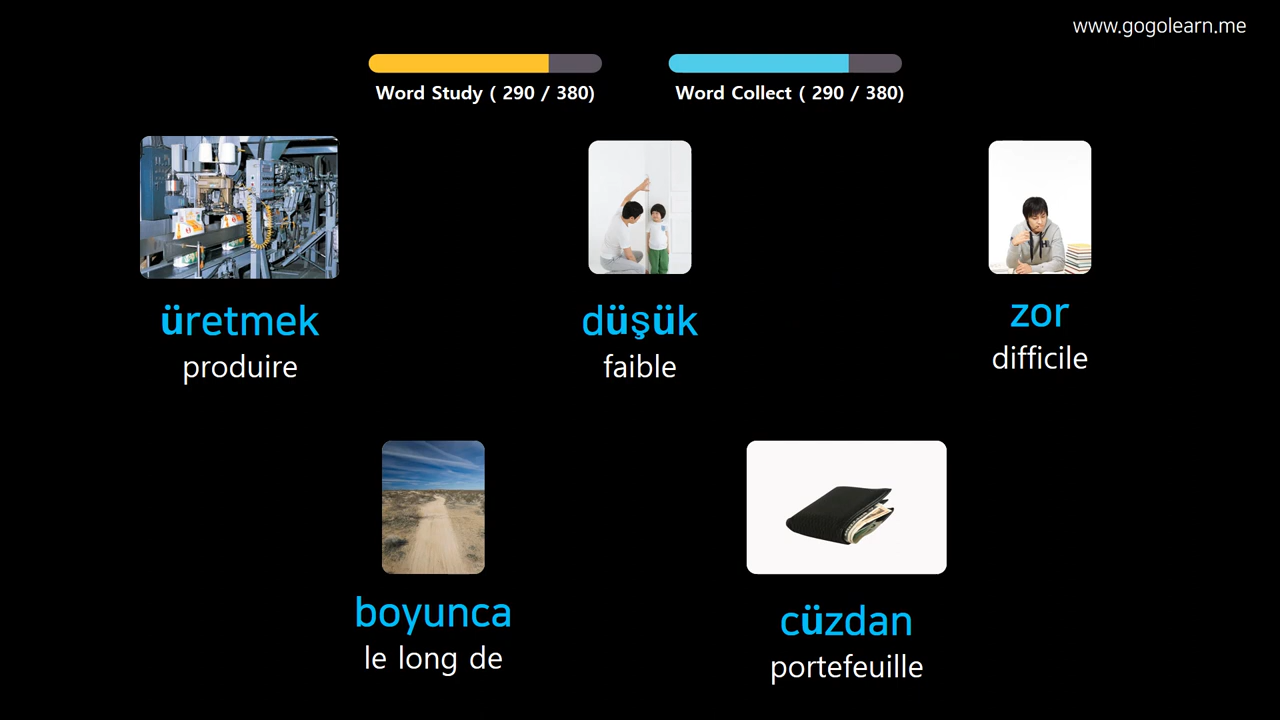 www.gogolearn.me
Word Study ( 290 / 380)
Word Collect ( 290 / 380)
üretmek
produire
düşük
faible
zor
difficile
boyunca
le long de
cüzdan
portefeuille